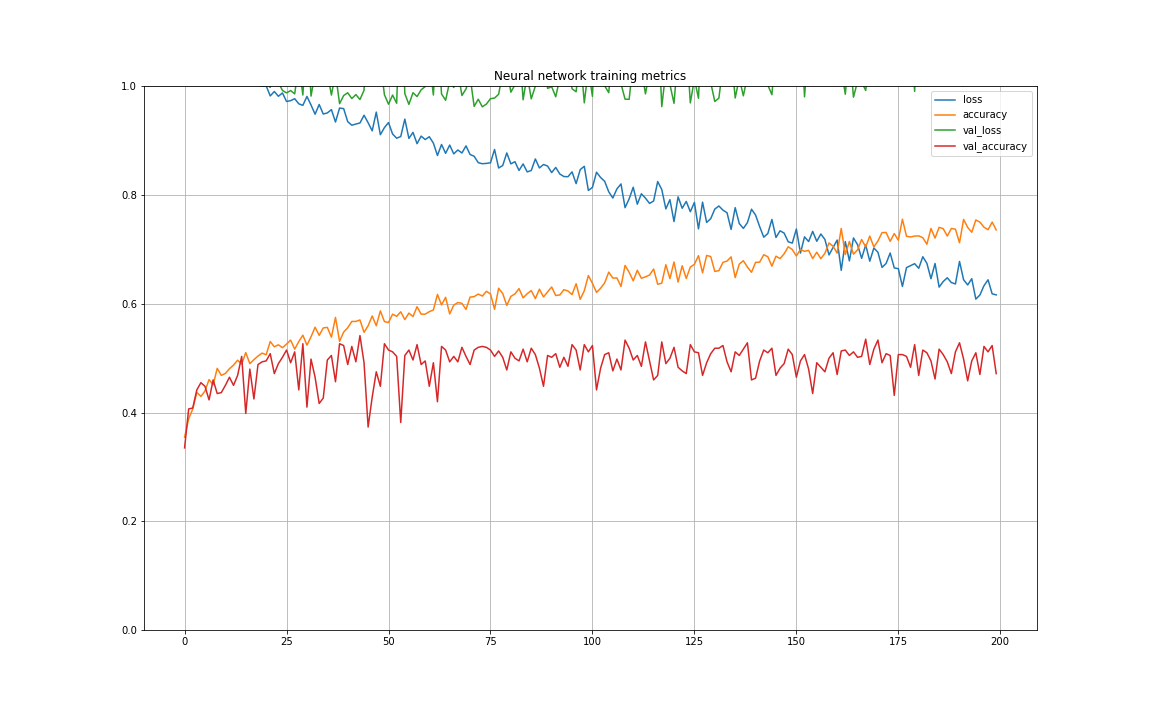 Neural network training metrics
1.0
0.8
0.6
0.4
0.2
0.0
loss
accuracy
val_loss
val_accuracy
0 25 50 75 100 125 150 175 200